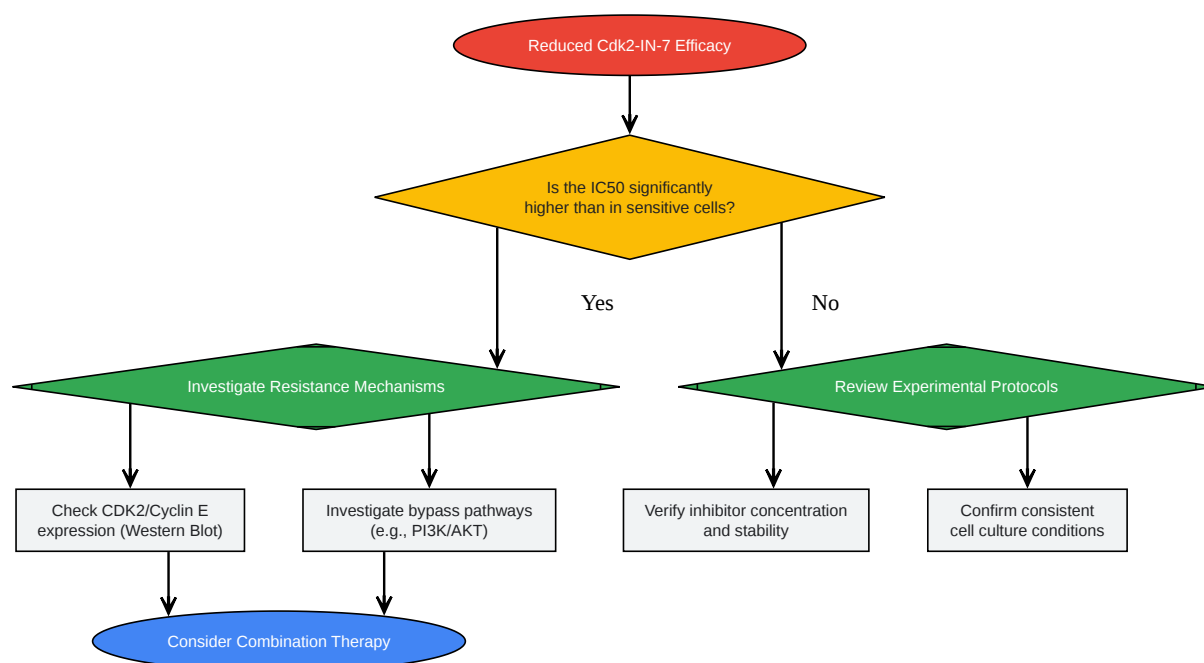 Reduced Cdk2-IN-7 Efficacy
Is the IC50 significantly
higher than in sensitive cells?
Yes
No
Investigate Resistance Mechanisms
Review Experimental Protocols
Check CDK2/Cyclin E
expression (Western Blot)
Investigate bypass pathways
(e.g., PI3K/AKT)
Verify inhibitor concentration
and stability
Confirm consistent
cell culture conditions
Consider Combination Therapy